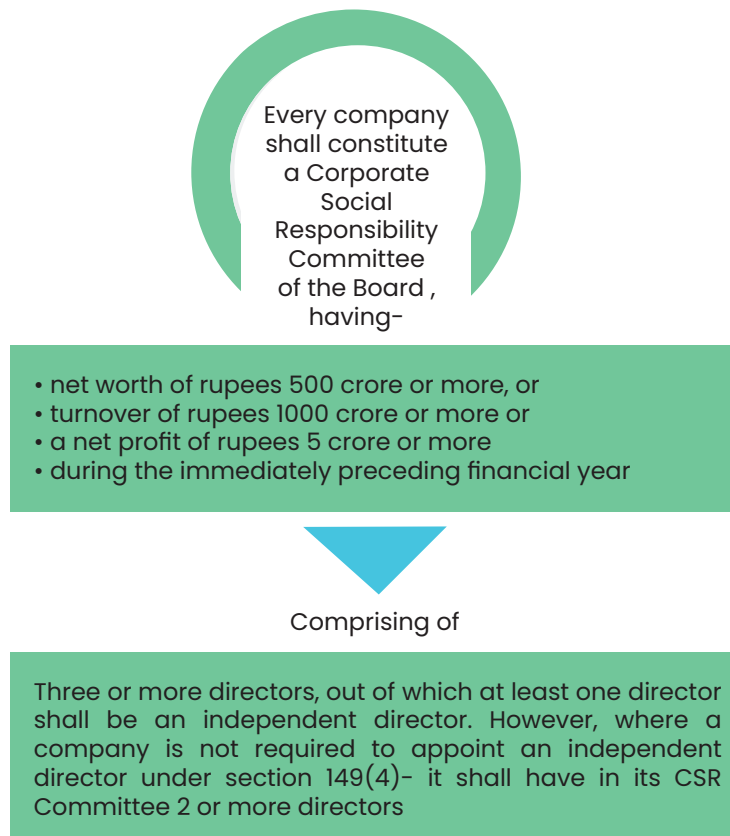 Every company
shall constitute
a Corporate
Social
Responsibility
Committee
of the Board ,
having-
• net worth of rupees 500 crore or more, or
• turnover of rupees 1000 crore or more or
• a net profit of rupees 5 crore or more
• during the immediately preceding financial year
Comprising of
Three or more directors, out of which at least one director
shall be an independent director. However, where a
company is not required to appoint an independent
director under section 149(4)- it shall have in its CSR
Committee 2 or more directors